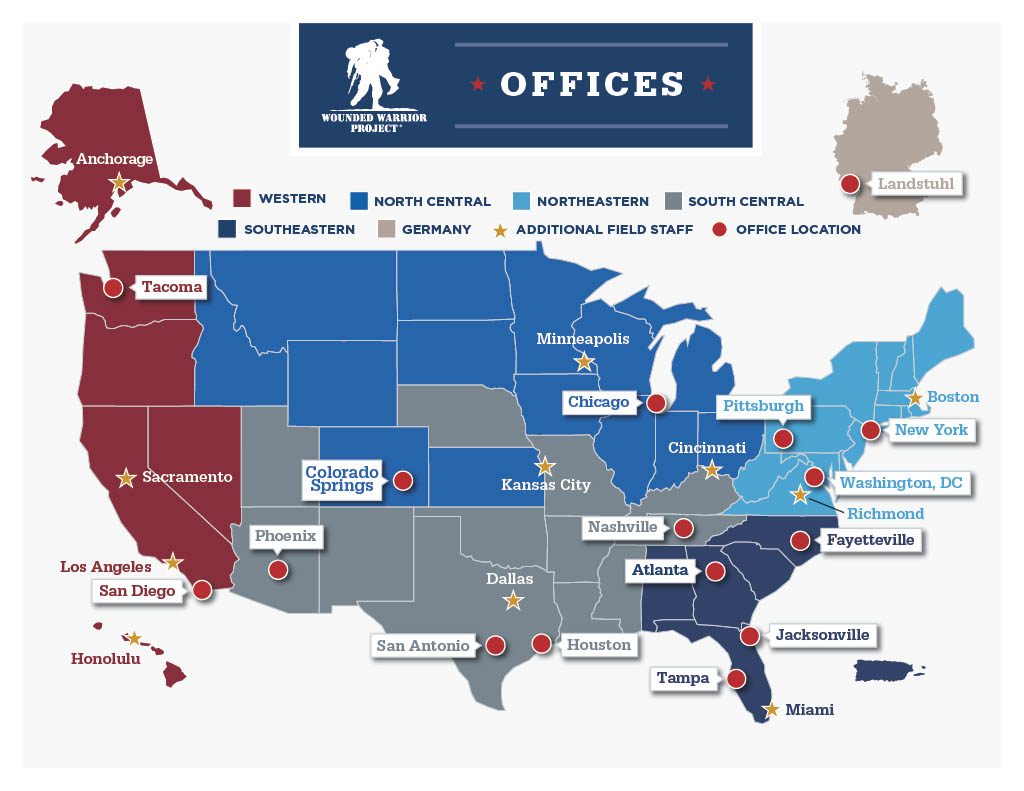 OFFICES
WOUNDED WARRIOR
PROJECT®
Anchorage
Landstuhl
WESTERN
NORTH CENTRAL
NORTHEASTERN
SOUTH CENTRAL
SOUTHEASTERN
GERMANY
ADDITIONAL FIELD STAFF
OFFICE LOCATION
Tacoma
Minneapolis
Chicago
Pittsburgh
Boston
New York
Cincinnati
Sacramento
Colorado
Springs
Kansas City
Washington, DC
Richmond
Nashville
Phoenix
Fayetteville
Los Angeles
Atlanta
Dallas
San Diego
Jacksonville
San Antonio
Houston
Honolulu
Tampa
Miami